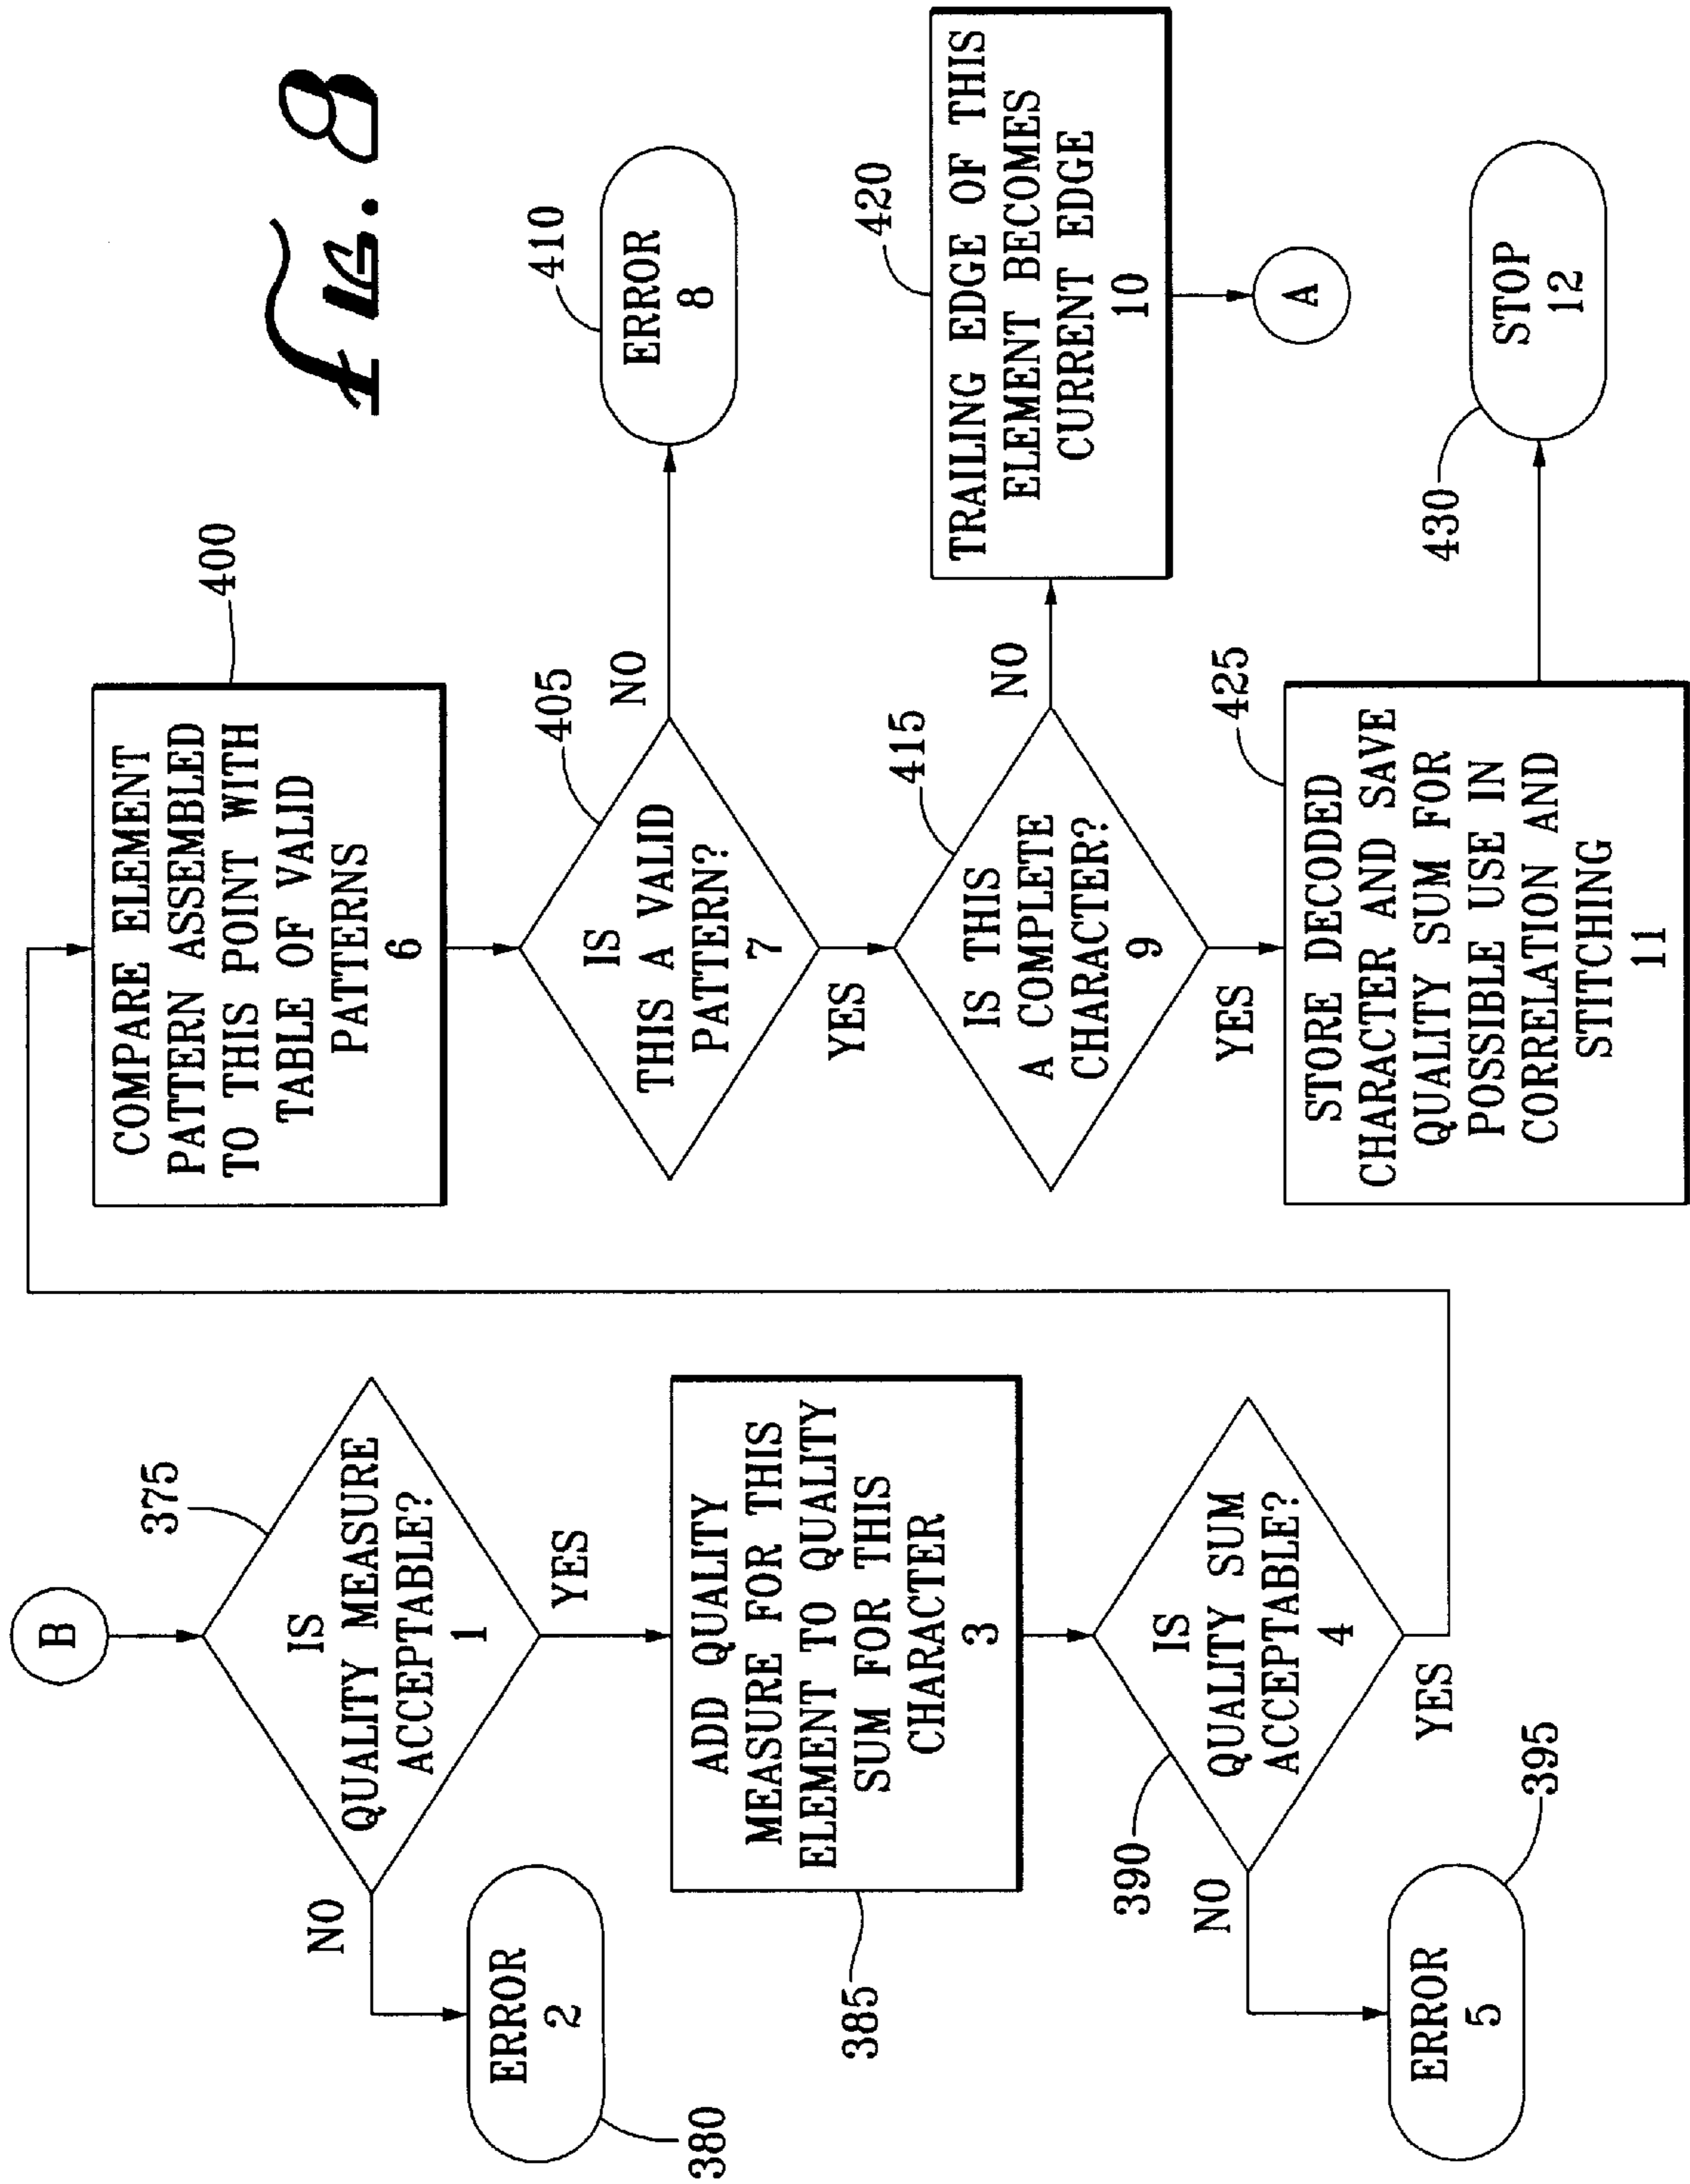 B
375
IS
QUALITY MEASURE
ACCEPTABLE?
1
NO
YES
ERROR
2
380
ADD QUALITY
MEASURE FOR THIS
ELEMENT TO QUALITY
SUM FOR THIS
CHARACTER
3
385
390
IS
QUALITY SUM
ACCEPTABLE?
4
NO
YES
ERROR
5
395
400
COMPARE ELEMENT
PATTERN ASSEMBLED
TO THIS POINT WITH
TABLE OF VALID
PATTERNS
6
405
IS
THIS A VALID
PATTERN?
7
NO
YES
410
ERROR
8
415
IS THIS
A COMPLETE
CHARACTER?
9
NO
YES
420
TRAILING EDGE OF THIS
ELEMENT BECOMES
CURRENT EDGE
10
A
425
STORE DECODED
CHARACTER AND SAVE
QUALITY SUM FOR
POSSIBLE USE IN
CORRELATION AND
STITCHING
11
430
STOP
12
FIG. 8